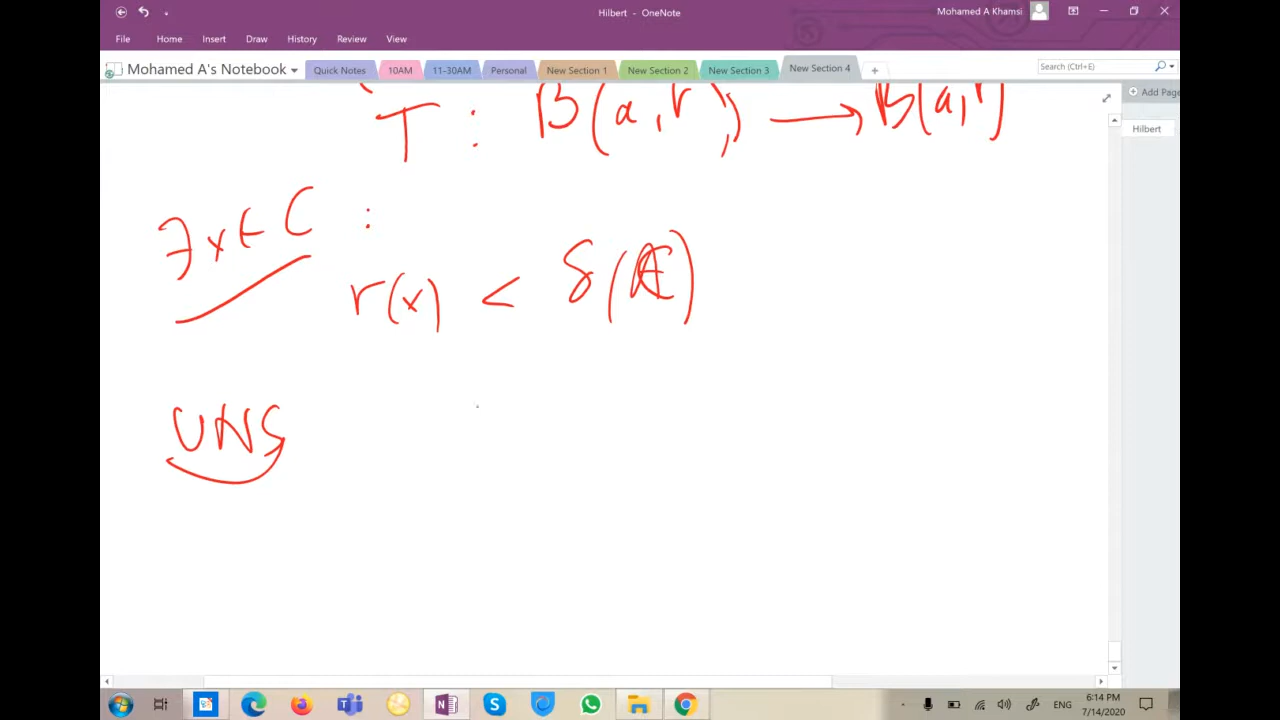 Hilbert - OneNote
Mohamed A Khamsi
File Home Insert Draw History Review View
Mohamed A's Notebook
Quick Notes 10AM 11-30AM Personal New Section 1 New Section 2 New Section 3 New Section 4
Search (Ctrl+E)
Add Page
Hilbert
T : B(a, r) → B(a, r)
∃ x ∈ C :
r(x) < δ(C)
UNS
ENG
6:14 PM
7/14/2020